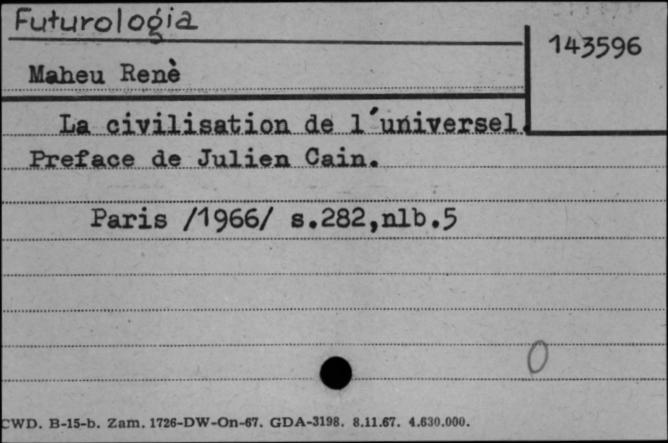 Futurologia
143596
Maheu Renè
La civilisation de l'universel.
Preface de Julien Cain.
Paris /1966/ s.282,nlb.5
0
CWD. B-15-b. Zam. 1726-DW-On-67. GDA-3198. 8.11.67. 4.630.000.